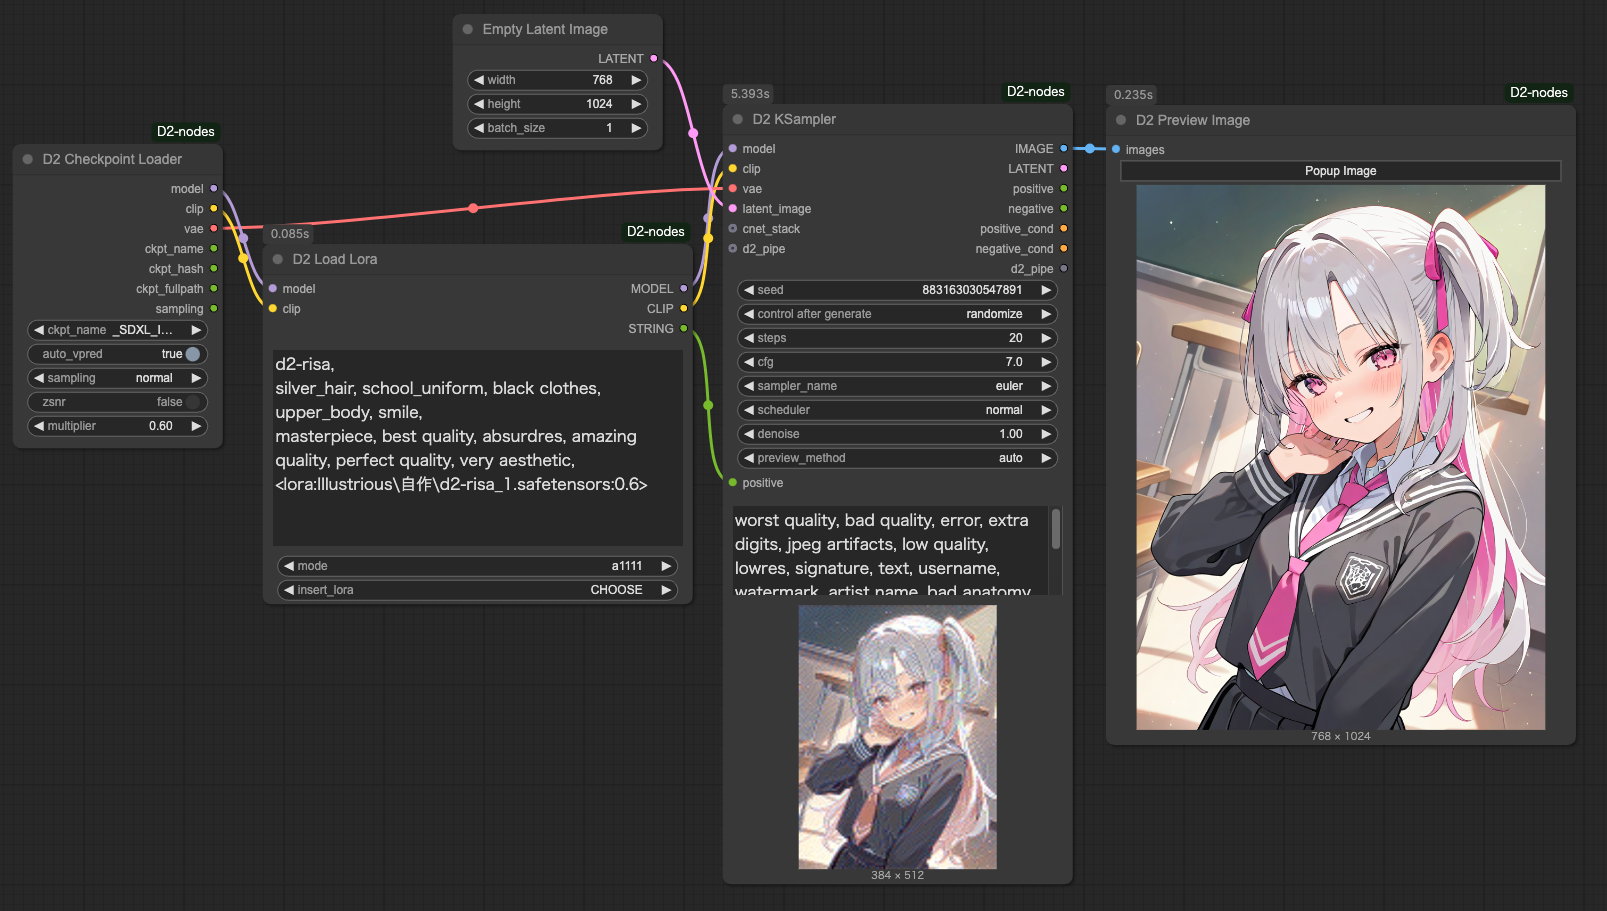 Empty Latent Image
LATENT
width 768
height 1024
batch_size 1
D2-nodes
D2 Checkpoint Loader
model
clip
vae
ckpt_name
ckpt_hash
ckpt_fullpath
sampling
ckpt_name _SDXL_I...
auto_vpred true
sampling normal
zsnr false
multiplier 0.60
0.085s
D2-nodes
D2 Load Lora
model MODEL
clip CLIP
STRING
d2-risa,
silver_hair, school_uniform, black clothes,
upper_body, smile,
masterpiece, best quality, absurdres, amazing
quality, perfect quality, very aesthetic,
<lora:Illustrious\自作\d2-risa_1.safetensors:0.6>
mode a1111
insert_lora CHOOSE
5.393s
D2-nodes
D2 KSampler
model IMAGE
clip LATENT
vae positive
latent_image negative
cnet_stack positive_cond
d2_pipe negative_cond
d2_pipe
seed 883163030547891
control after generate randomize
steps 20
cfg 7.0
sampler_name euler
scheduler normal
denoise 1.00
preview_method auto
positive
worst quality, bad quality, error, extra
digits, jpeg artifacts, low quality,
lowres, signature, text, username,
watermark, artist name, bad anatomy,
384 × 512
0.235s
D2-nodes
D2 Preview Image
images
Popup Image
768 × 1024